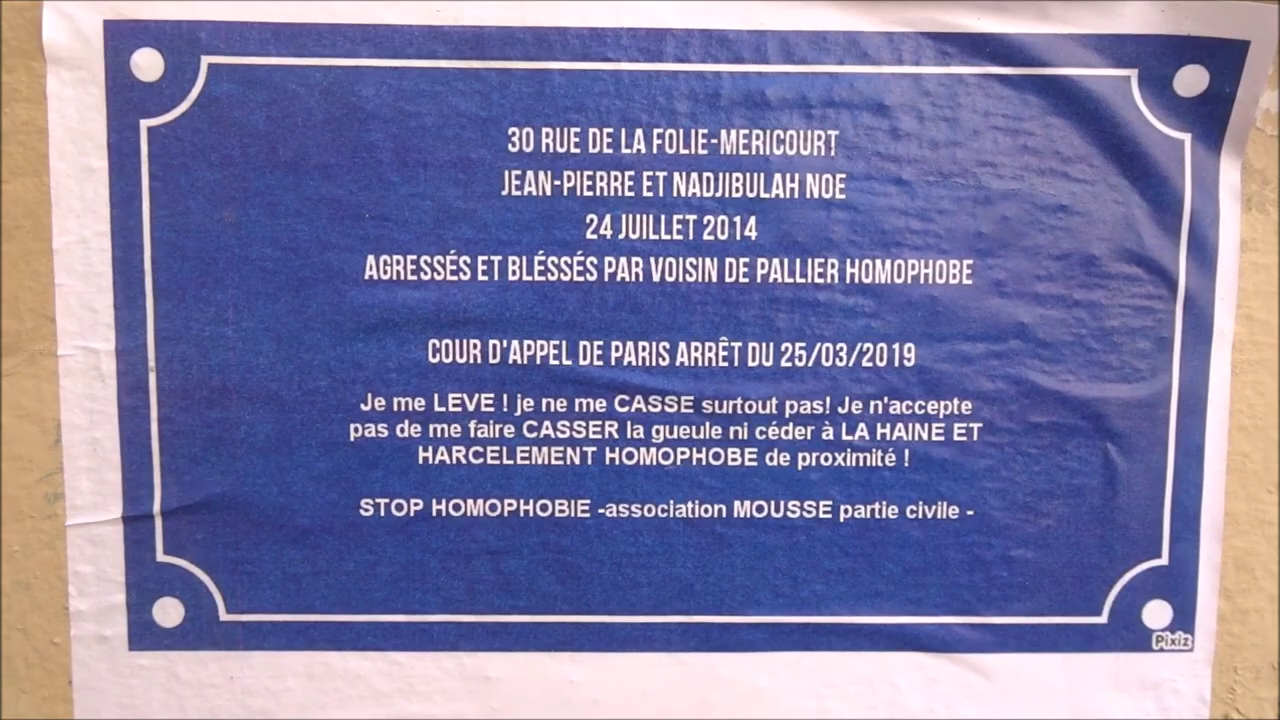 30 RUE DE LA FOLIE-MERICOURT
JEAN-PIERRE ET NADJIBULAH NOE
24 JUILLET 2014
AGRESSÉS ET BLÉSSÉS PAR VOISIN DE PALLIER HOMOPHOBE
COUR D'APPEL DE PARIS ARRÊT DU 25/03/2019
Je me LEVE ! je ne me CASSE surtout pas! Je n'accepte
pas de me faire CASSER la gueule ni céder à LA HAINE ET
HARCELEMENT HOMOPHOBE de proximité !
STOP HOMOPHOBIE -association MOUSSE partie civile -
Pixiz